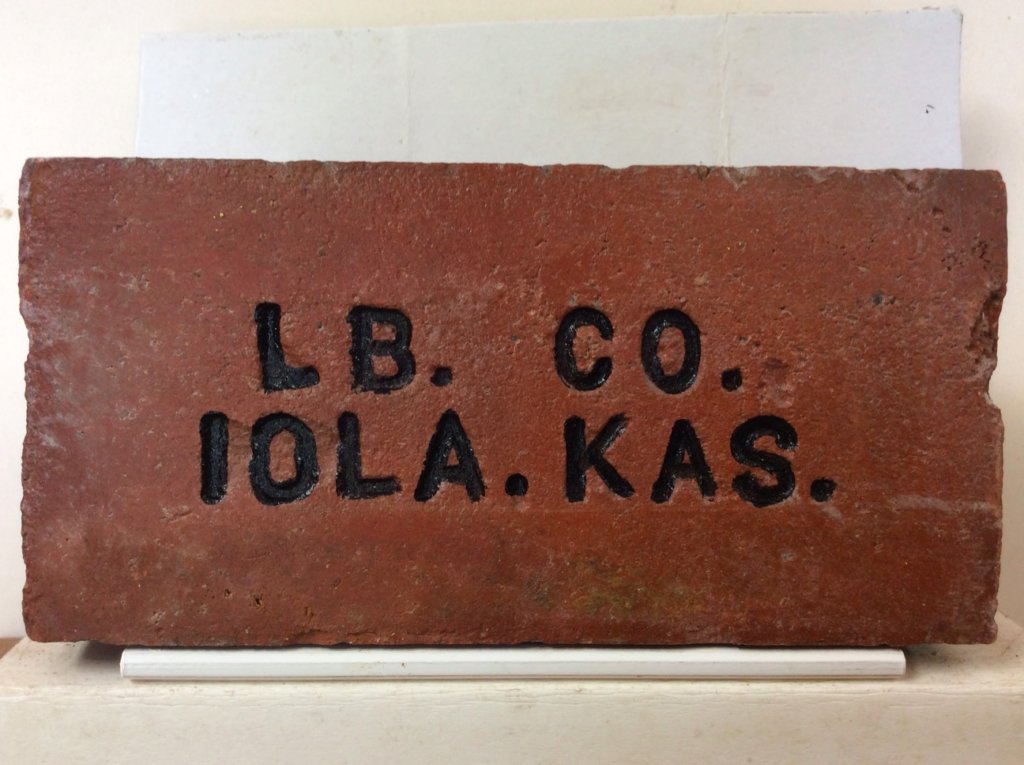 LB. CO.
IOLA. KAS.